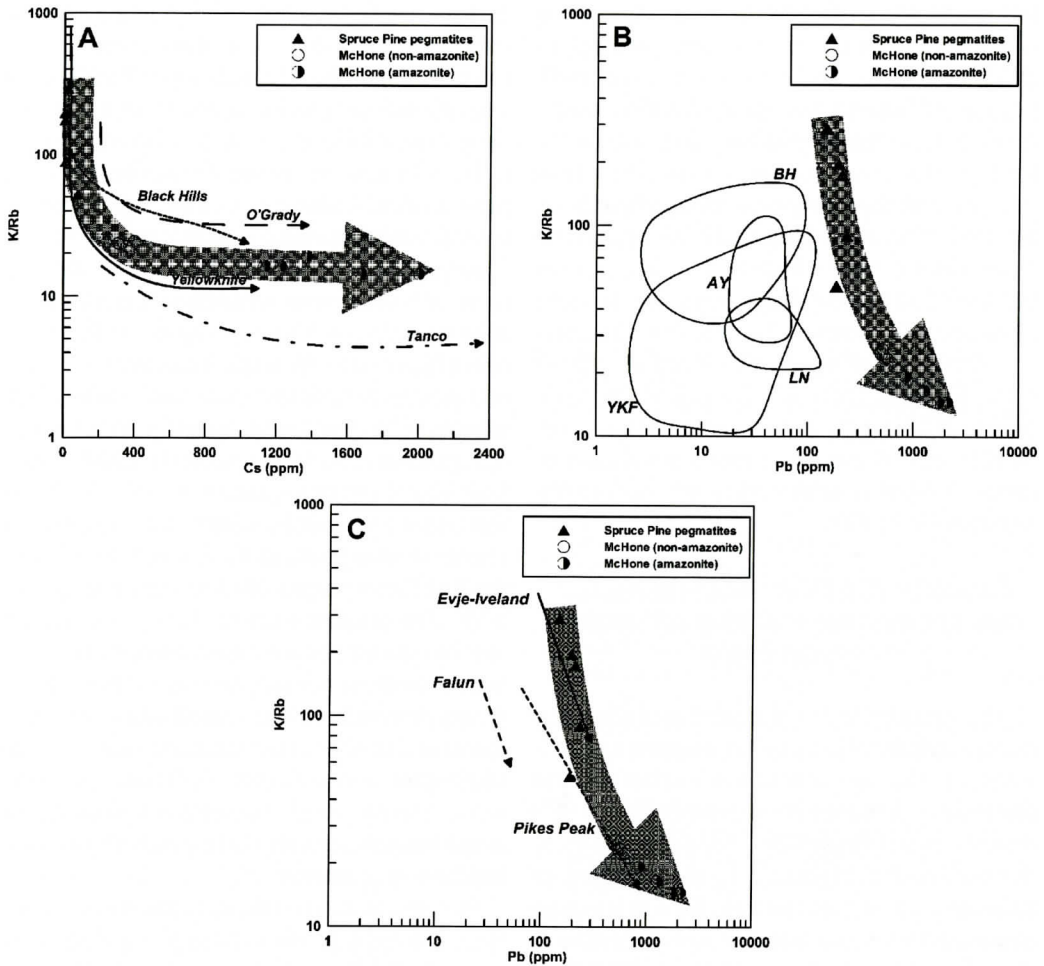 A
Spruce Pine pegmatites
McHone (non-amazonite)
McHone (amazonite)
1000
100
10
1
K/Rb
Black Hills
O'Grady
Yellowknife
Tanco
0 400 800 1200 1600 2000 2400
Cs (ppm)
B
Spruce Pine pegmatites
McHone (non-amazonite)
McHone (amazonite)
1000
100
10
K/Rb
BH
AY
LN
YKF
1 10 100 1000 10000
Pb (ppm)
C
Spruce Pine pegmatites
McHone (non-amazonite)
McHone (amazonite)
1000
100
10
K/Rb
Evje-Iveland
Falun
Pikes Peak
1 10 100 1000 10000
Pb (ppm)